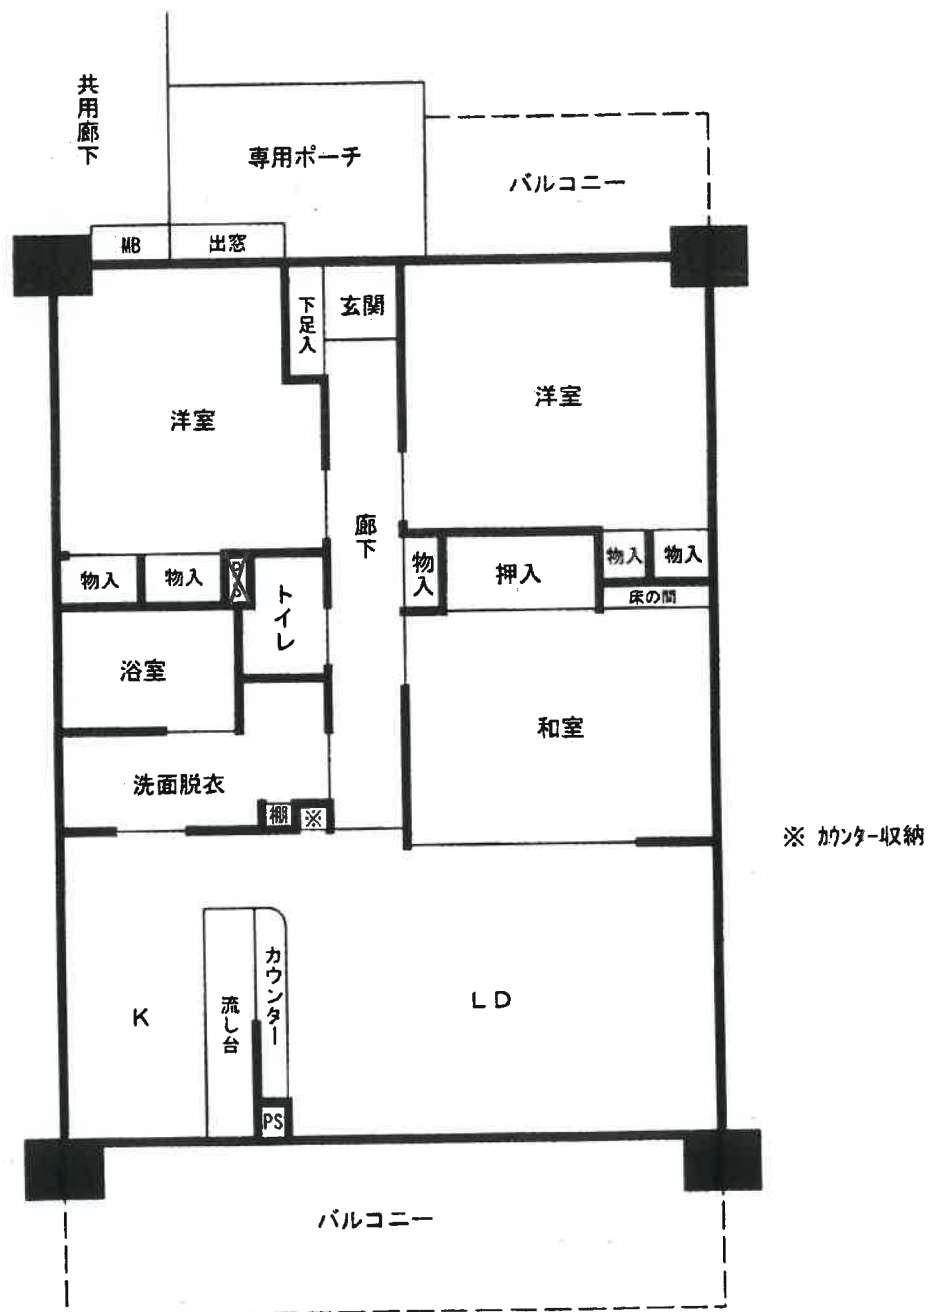 共用廊下
専用ポーチ
バルコニー
MB
出窓
下足入
玄関
洋室
洋室
廊下
物入
物入
PS
トイレ
物入
押入
物入
物入
床の間
浴室
和室
洗面脱衣
棚
※
※ カウンター収納
K
流し台
カウンター
LD
PS
バルコニー